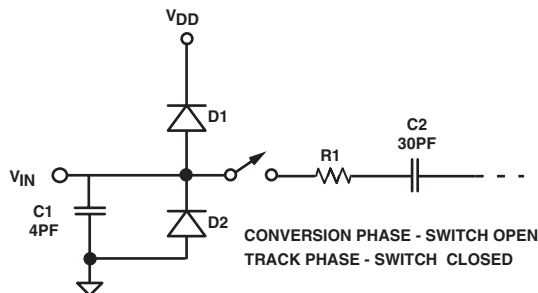 VDD
D1
C2
30PF
R1
VIN
C1
4PF
D2
CONVERSION PHASE - SWITCH OPEN
TRACK PHASE - SWITCH CLOSED